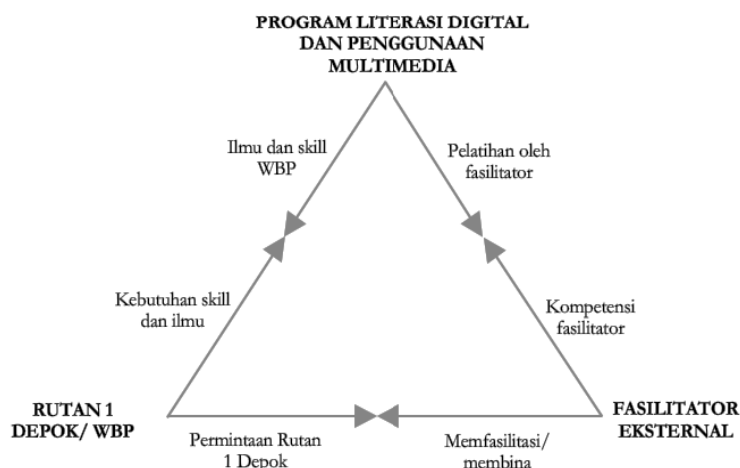 PROGRAM LITERASI DIGITAL
DAN PENGGUNAAN
MULTIMEDIA
Ilmu dan skill
WBP
Pelatihan oleh
fasilitator
Kebutuhan skill
dan ilmu
Kompetensi
fasilitator
RUTAN 1
DEPOK/ WBP
FASILITATOR
EKSTERNAL
Permintaan Rutan
1 Depok
Memfasilitasi/
membina